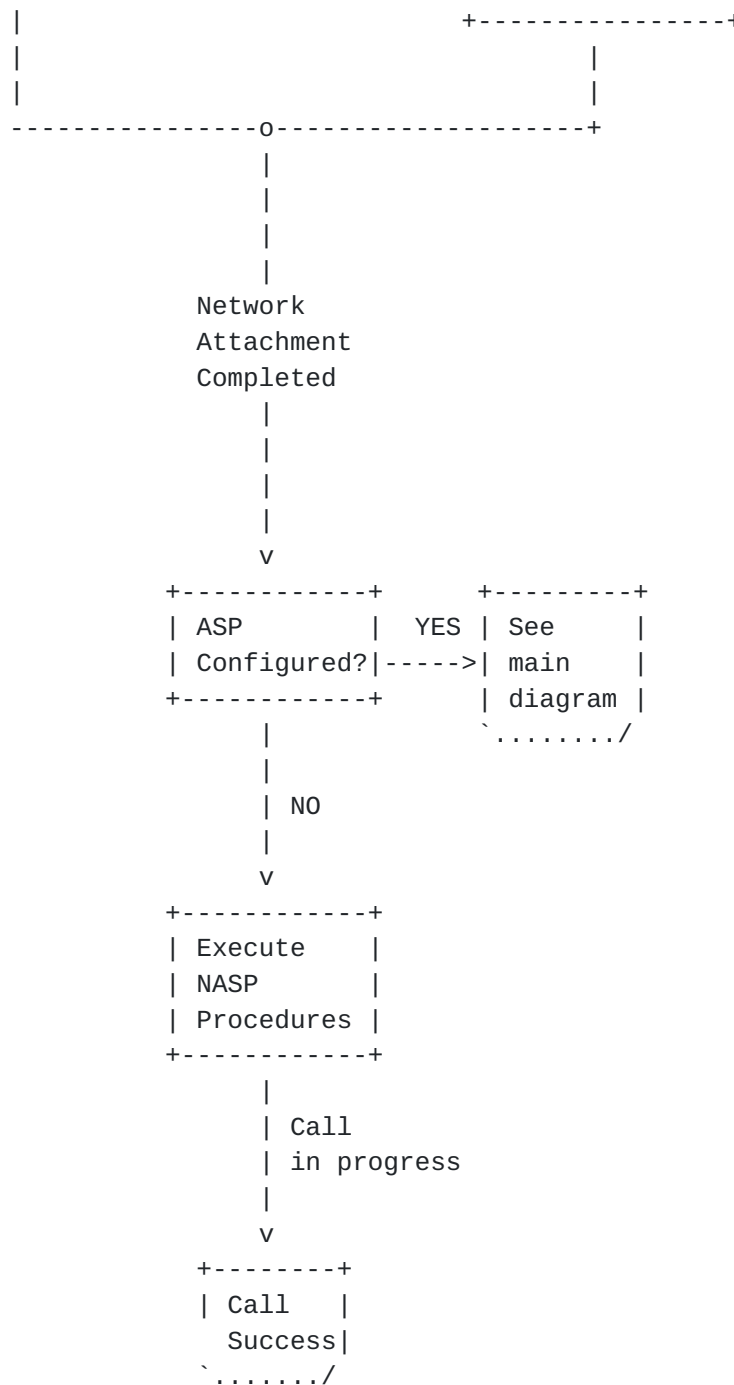 |                            +----------------+
|                                    |
|                                    |
----------------o--------------------+
                |
                |
                |
                |
            Network
            Attachment
            Completed
                |
                |
                |
                |
                v
          +------------+      +---------+
          | ASP        |  YES | See     |
          | Configured?|----->| main    |
          +------------+      | diagram |
                |             `......../
                |
                | NO
                |
                v
          +------------+
          | Execute    |
          | NASP       |
          | Procedures |
          +------------+
                |
                | Call
                | in progress
                |
                v
            +--------+
            | Call   |
              Success|
            `......./